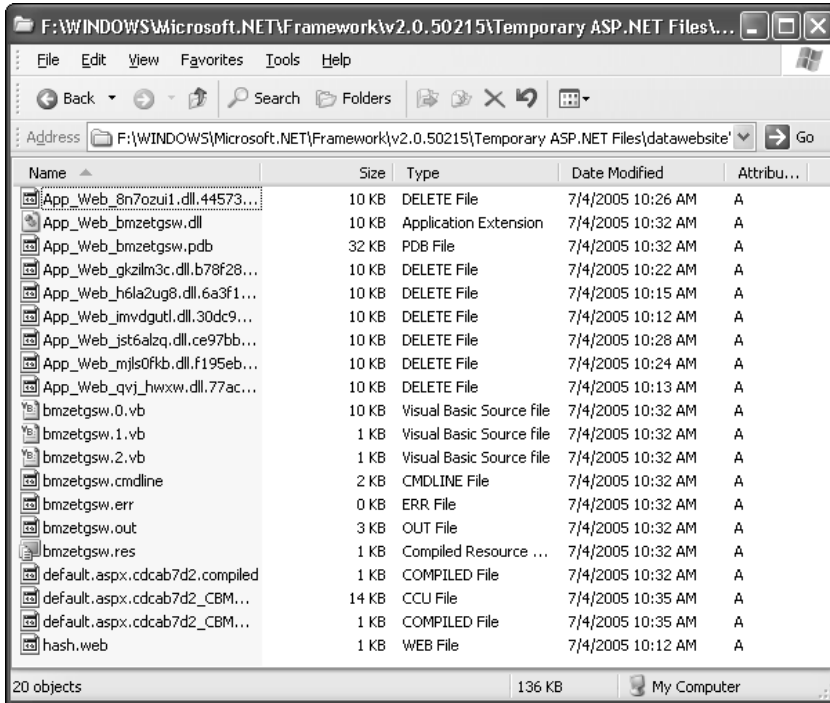 F:\WINDOWS\Microsoft.NET\Framework\v2.0.50215\Temporary ASP.NET Files\...
File Edit View Favorites Tools Help
Back Search Folders
Address F:\WINDOWS\Microsoft.NET\Framework\v2.0.50215\Temporary ASP.NET Files\datawebsite' Go
Name Size Type Date Modified Attribu...
App_Web_8n7ozui1.dll.44573... 10 KB DELETE File 7/4/2005 10:26 AM A
App_Web_bmzetgsw.dll 10 KB Application Extension 7/4/2005 10:32 AM A
App_Web_bmzetgsw.pdb 32 KB PDB File 7/4/2005 10:32 AM A
App_Web_gkzilm3c.dll.b78f28... 10 KB DELETE File 7/4/2005 10:22 AM A
App_Web_h6la2ug8.dll.6a3f1... 10 KB DELETE File 7/4/2005 10:15 AM A
App_Web_imvdgutl.dll.30dc9... 10 KB DELETE File 7/4/2005 10:12 AM A
App_Web_jst6alzq.dll.ce97bb... 10 KB DELETE File 7/4/2005 10:28 AM A
App_Web_mjls0fkb.dll.f195eb... 10 KB DELETE File 7/4/2005 10:24 AM A
App_Web_qvj_hwxw.dll.77ac... 10 KB DELETE File 7/4/2005 10:13 AM A
bmzetgsw.0.vb 10 KB Visual Basic Source file 7/4/2005 10:32 AM A
bmzetgsw.1.vb 1 KB Visual Basic Source file 7/4/2005 10:32 AM A
bmzetgsw.2.vb 1 KB Visual Basic Source file 7/4/2005 10:32 AM A
bmzetgsw.cmdline 2 KB CMDLINE File 7/4/2005 10:32 AM A
bmzetgsw.err 0 KB ERR File 7/4/2005 10:32 AM A
bmzetgsw.out 3 KB OUT File 7/4/2005 10:32 AM A
bmzetgsw.res 1 KB Compiled Resource ... 7/4/2005 10:32 AM A
default.aspx.cdcab7d2.compiled 1 KB COMPILED File 7/4/2005 10:32 AM A
default.aspx.cdcab7d2_CBM... 14 KB CCU File 7/4/2005 10:35 AM A
default.aspx.cdcab7d2_CBM... 1 KB COMPILED File 7/4/2005 10:35 AM A
hash.web 1 KB WEB File 7/4/2005 10:12 AM A
20 objects 136 KB My Computer